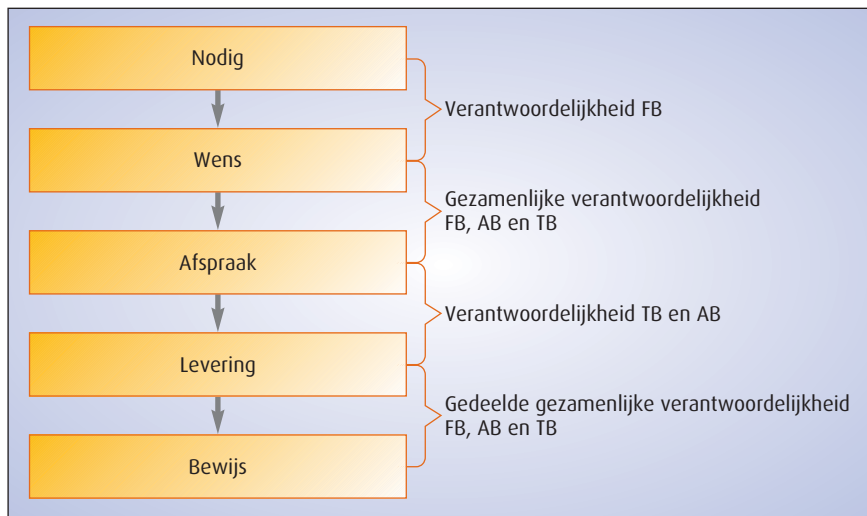 Nodig
Verantwoordelijkheid FB
Wens
Gezamenlijke verantwoordelijkheid
FB, AB en TB
Afspraak
Verantwoordelijkheid TB en AB
Levering
Gedeelde gezamenlijke verantwoordelijkheid
FB, AB en TB
Bewijs